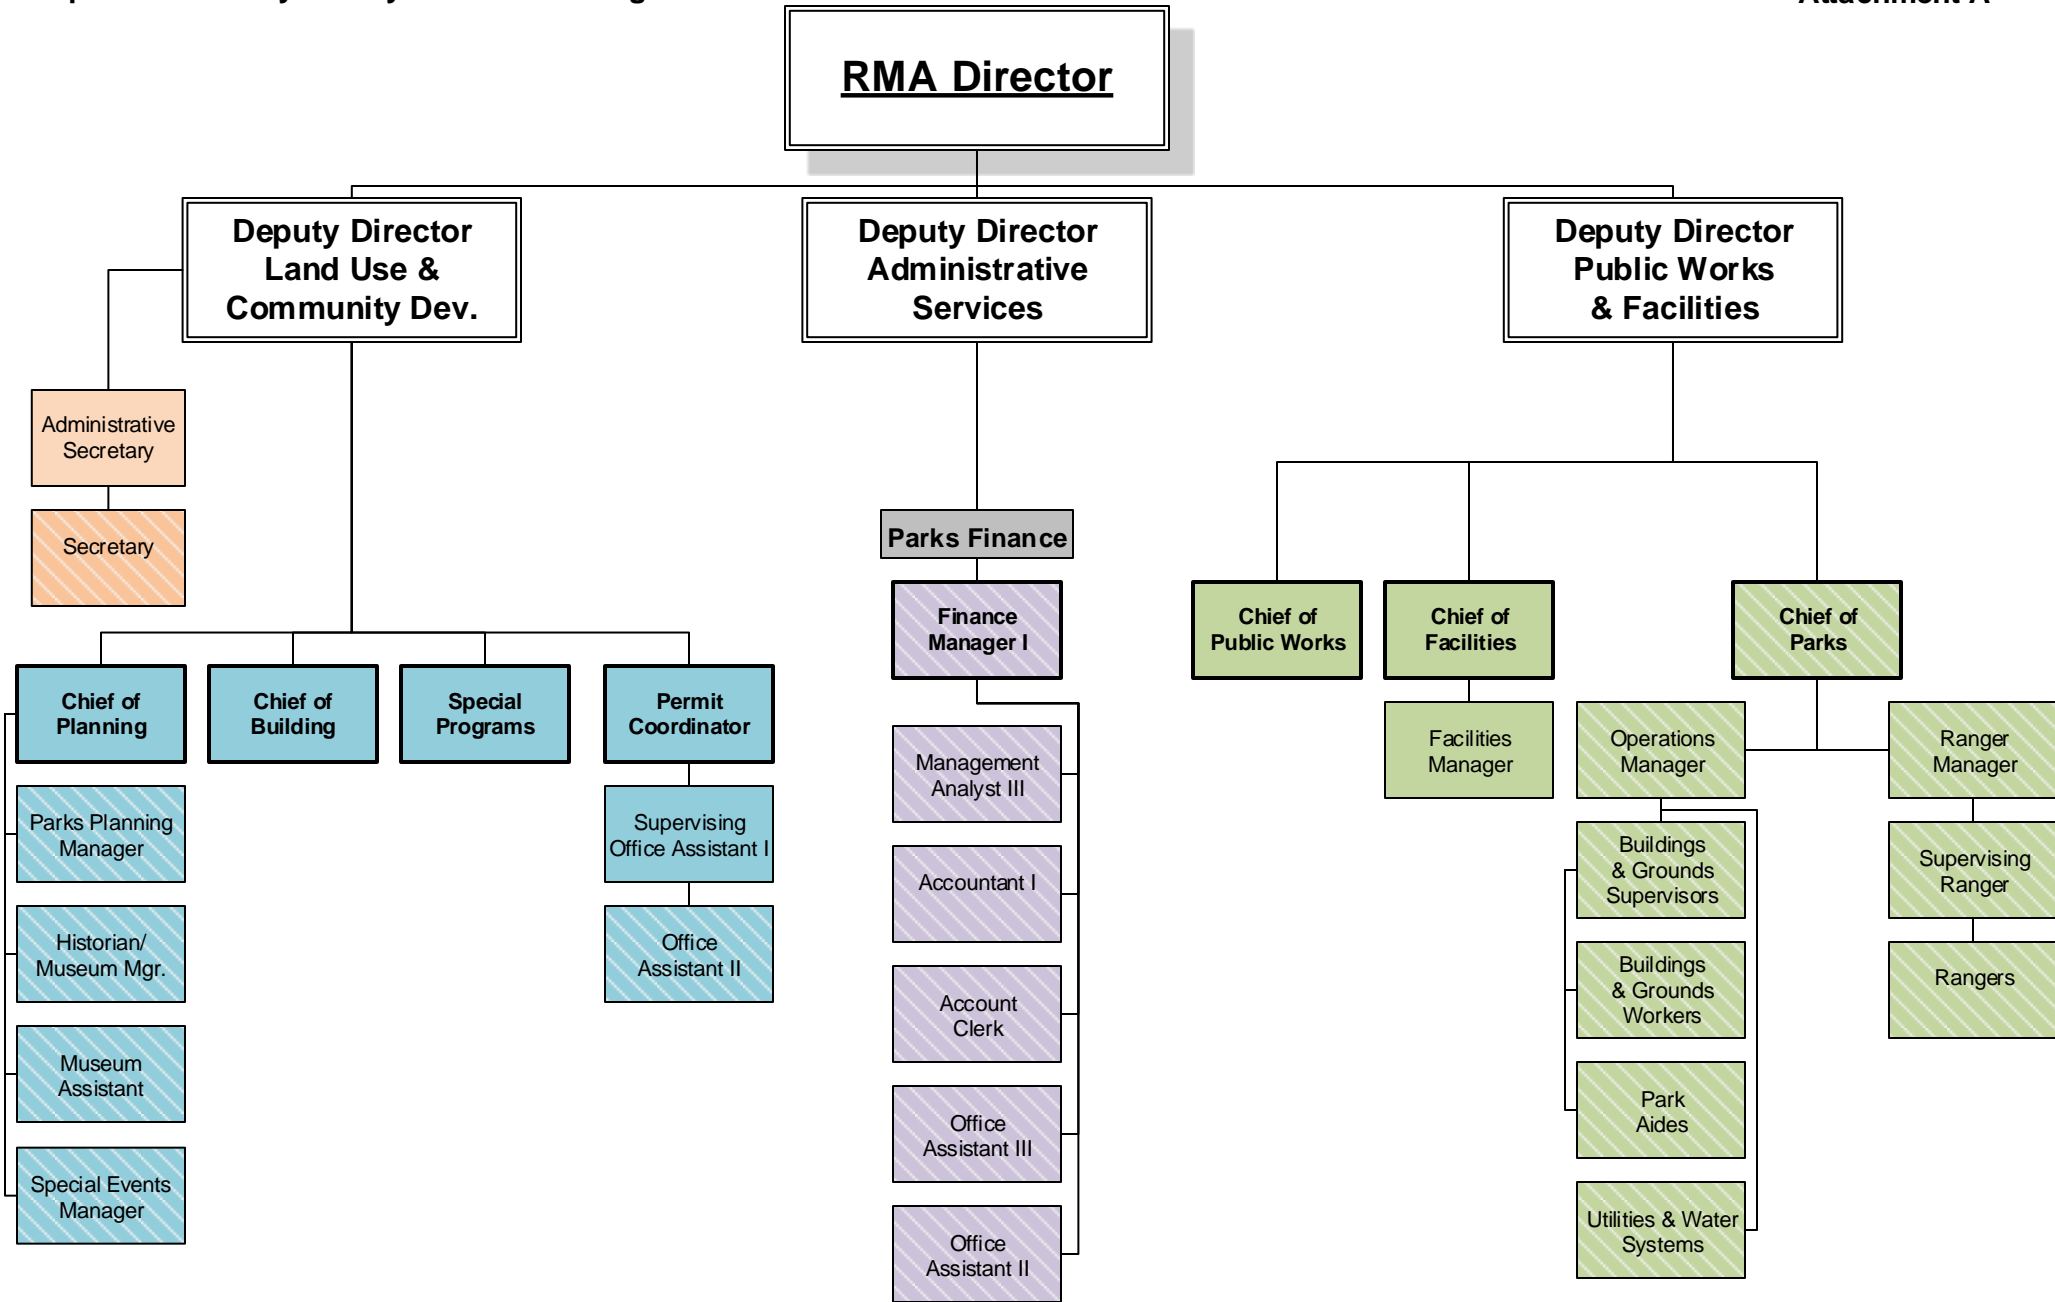 RMA Director
Deputy Director
Land Use &
Community Dev.
Deputy Director
Administrative
Services
Deputy Director
Public Works
& Facilities
Administrative
Secretary
Secretary
Parks Finance
Finance
Manager I
Chief of
Public Works
Chief of
Facilities
Chief of
Parks
Chief of
Planning
Chief of
Building
Special
Programs
Permit
Coordinator
Facilities
Manager
Operations
Manager
Ranger
Manager
Management
Analyst III
Parks Planning
Manager
Supervising
Office Assistant I
Buildings
& Grounds
Supervisors
Supervising
Ranger
Accountant I
Historian/
Museum Mgr.
Office
Assistant II
Buildings
& Grounds
Workers
Rangers
Account
Clerk
Museum
Assistant
Park
Aides
Office
Assistant III
Special Events
Manager
Utilities & Water
Systems
Office
Assistant II